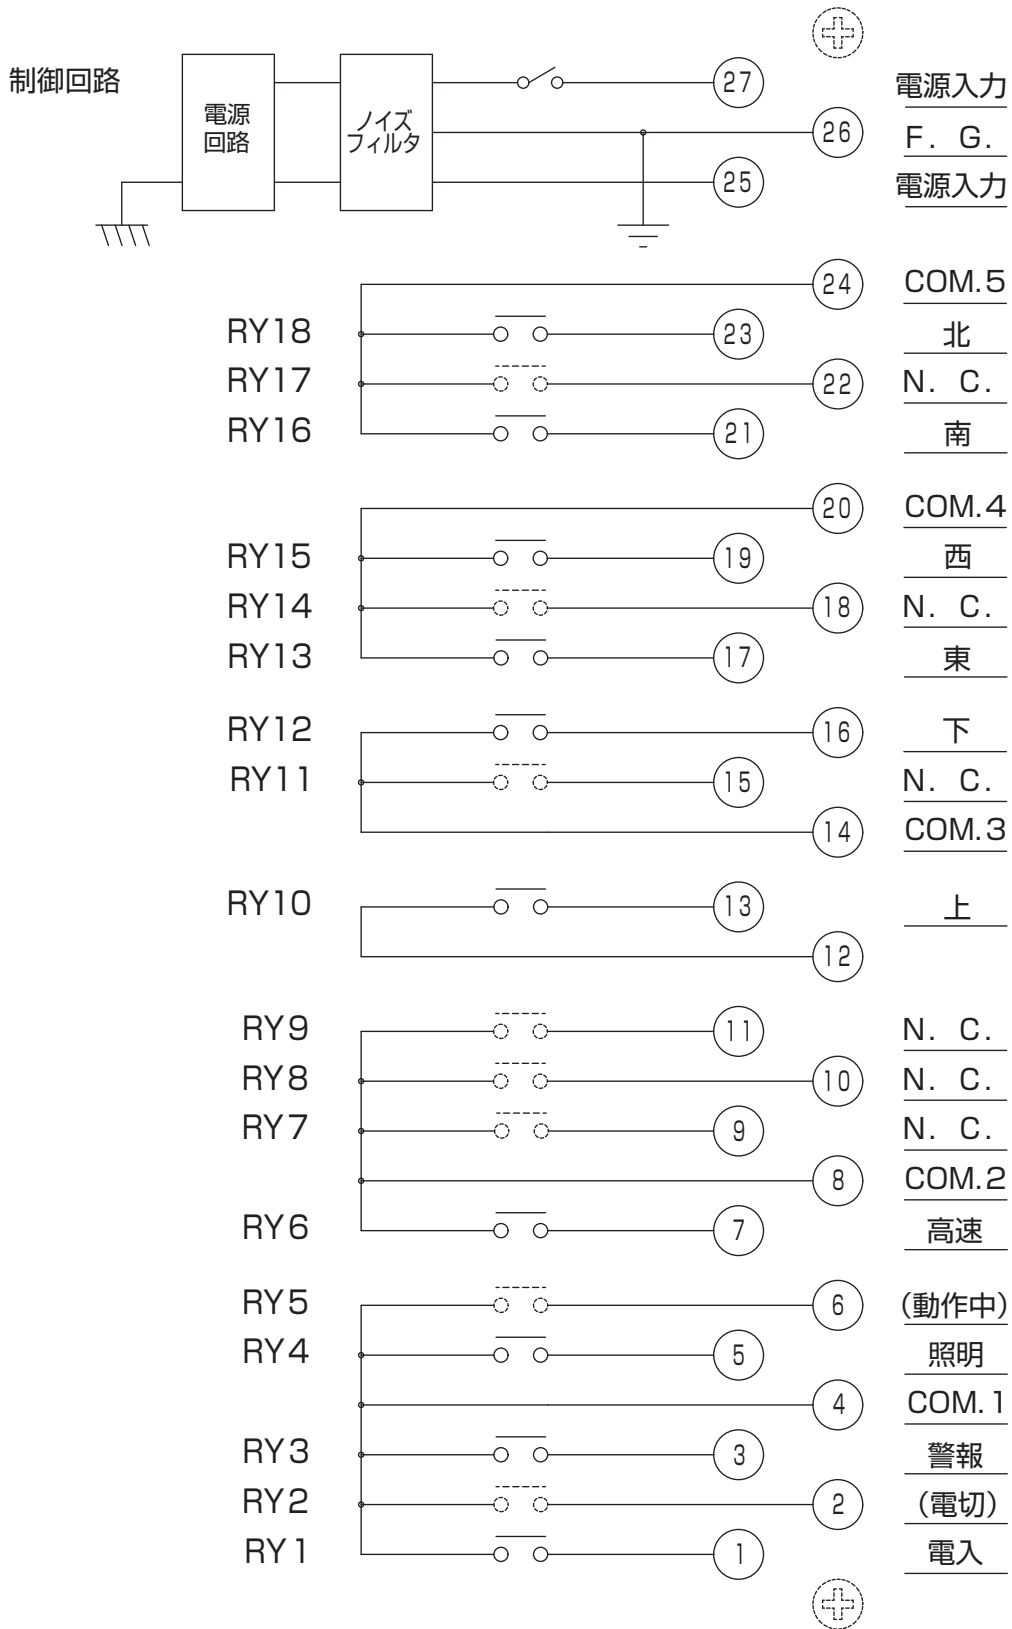 制御回路
電源
回路
ノイズ
フィルタ
27 電源入力
26 F. G.
25 電源入力
24 COM.5
RY18 23 北
RY17 22 N. C.
RY16 21 南
20 COM.4
RY15 19 西
RY14 18 N. C.
RY13 17 東
RY12 16 下
RY11 15 N. C.
14 COM.3
RY10 13 上
12
RY9 11 N. C.
RY8 10 N. C.
RY7 9 N. C.
8 COM.2
RY6 7 高速
RY5 6 (動作中)
RY4 5 照明
4 COM.1
RY3 3 警報
RY2 2 (電切)
RY1 1 電入